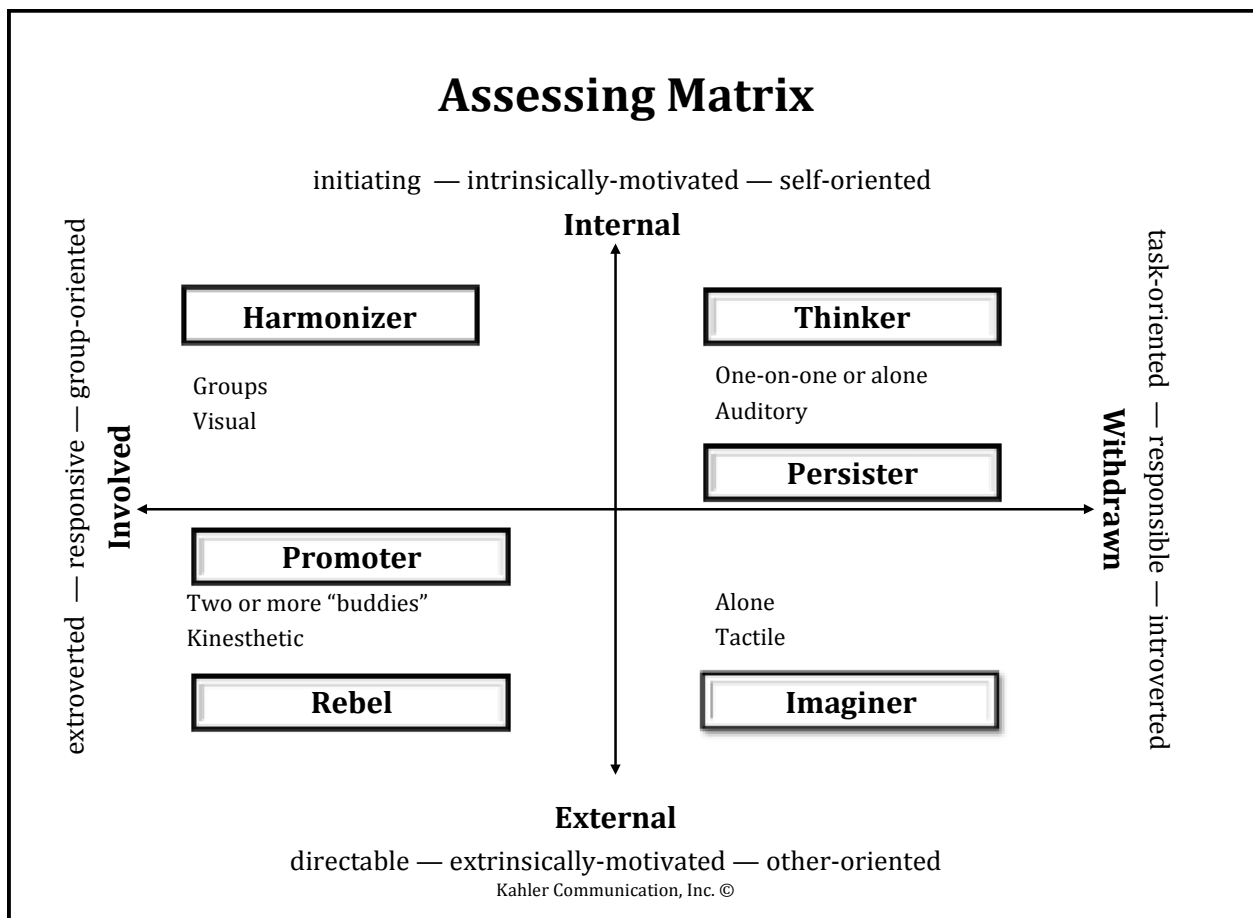 Assessing Matrix
initiating — intrinsically-motivated — self-oriented
Internal
extroverted — responsive — group-oriented
Involved
Harmonizer
Groups
Visual
Thinker
One-on-one or alone
Auditory
Persister
Withdrawn
task-oriented — responsible — introverted
Promoter
Two or more “buddies”
Kinesthetic
Rebel
Alone
Tactile
Imaginer
External
directable — extrinsically-motivated — other-oriented
Kahler Communication, Inc. ©